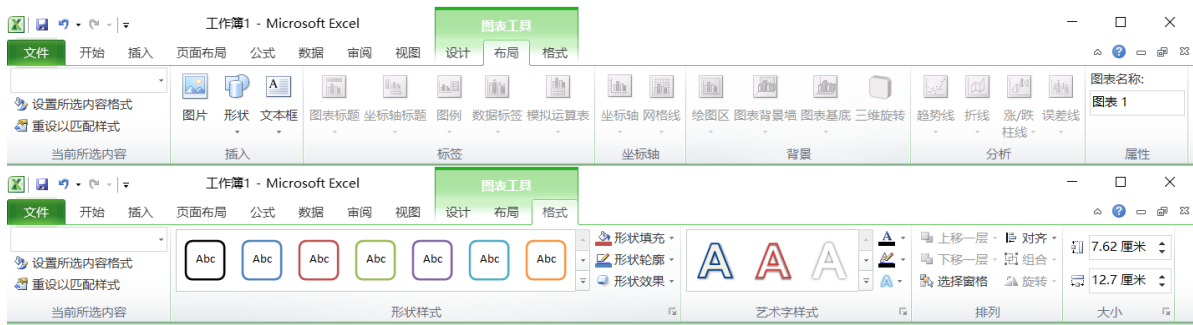 工作簿1 - Microsoft Excel
图表工具
文件 开始 插入 页面布局 公式 数据 审阅 视图 设计 布局 格式
设置所选内容格式
重设以匹配样式
当前所选内容
图片 形状 文本框
插入
图表标题 坐标轴标题 图例 数据标签 模拟运算表
标签
坐标轴 网格线
坐标轴
绘图区 图表背景墙 图表基底 三维旋转
背景
趋势线 折线 涨/跌 误差线
柱线
分析
图表名称:
图表 1
属性
工作簿1 - Microsoft Excel
图表工具
文件 开始 插入 页面布局 公式 数据 审阅 视图 设计 布局 格式
设置所选内容格式
重设以匹配样式
当前所选内容
Abc Abc Abc Abc Abc Abc Abc
形状填充
形状轮廓
形状效果
形状样式
A A A A
艺术字样式
上移一层 对齐
下移一层 组合
选择窗格 旋转
排列
7.62 厘米
12.7 厘米
大小